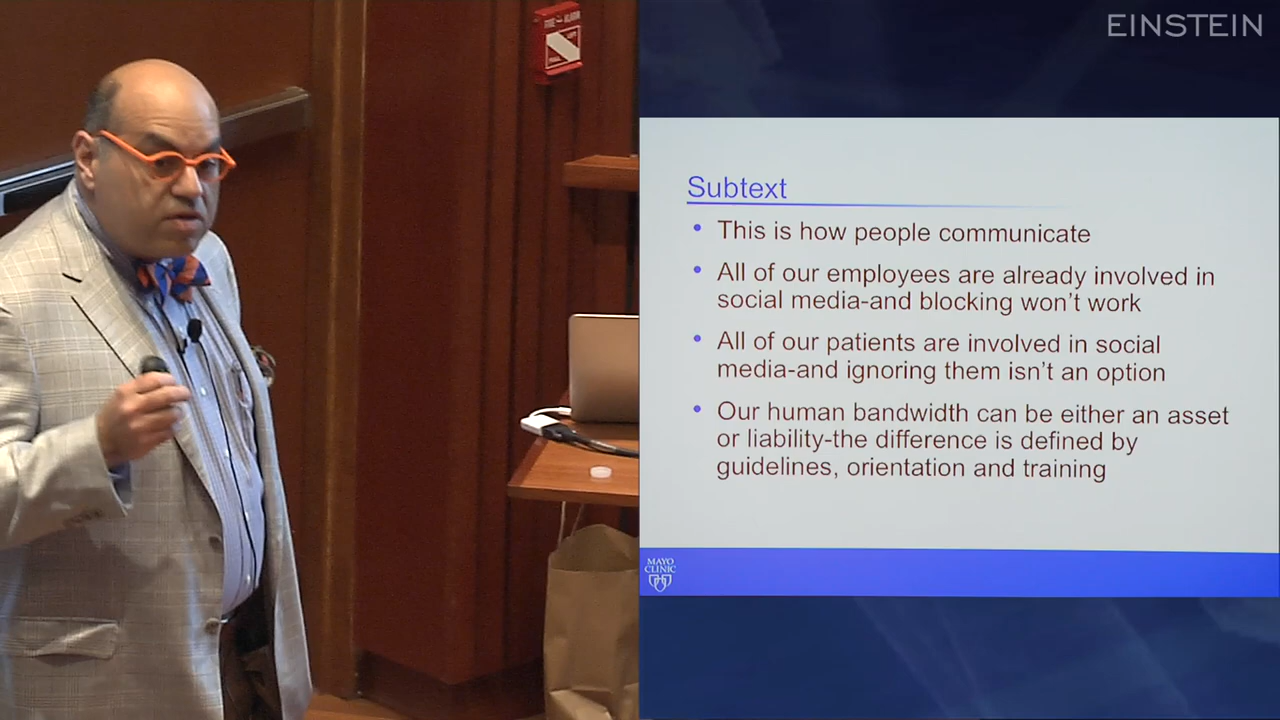 EINSTEIN
FIRE ALARM
PULL
Subtext
• This is how people communicate
• All of our employees are already involved in
social media-and blocking won't work
• All of our patients are involved in social
media-and ignoring them isn't an option
• Our human bandwidth can be either an asset
or liability-the difference is defined by
guidelines, orientation and training
MAYO
CLINIC